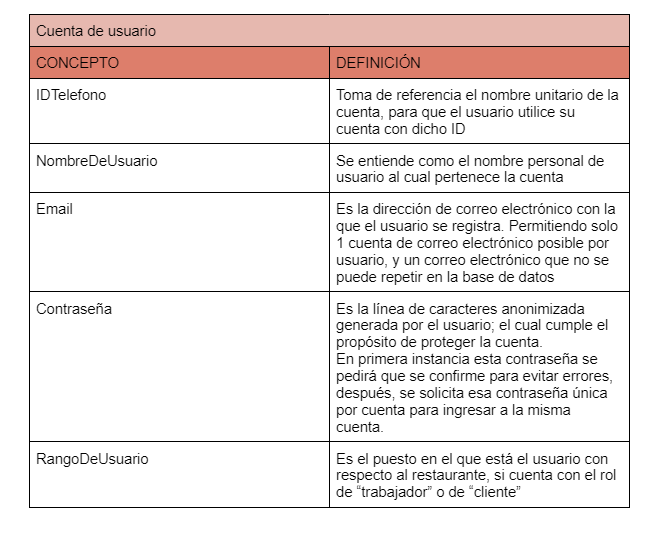 Cuenta de usuario
CONCEPTO
DEFINICIÓN
IDTelefono
Toma de referencia el nombre unitario de la
cuenta, para que el usuario utilice su
cuenta con dicho ID
NombreDeUsuario
Se entiende como el nombre personal de
usuario al cual pertenece la cuenta
Email
Es la dirección de correo electrónico con la
que el usuario se registra. Permitiendo solo
1 cuenta de correo electrónico posible por
usuario, y un correo electrónico que no se
puede repetir en la base de datos
Contraseña
Es la línea de caracteres anonimizada
generada por el usuario; el cual cumple el
propósito de proteger la cuenta.
En primera instancia esta contraseña se
pedirá que se confirme para evitar errores,
después, se solicita esa contraseña única
por cuenta para ingresar a la misma
cuenta.
RangoDeUsuario
Es el puesto en el que está el usuario con
respecto al restaurante, si cuenta con el rol
de “trabajador” o de “cliente”